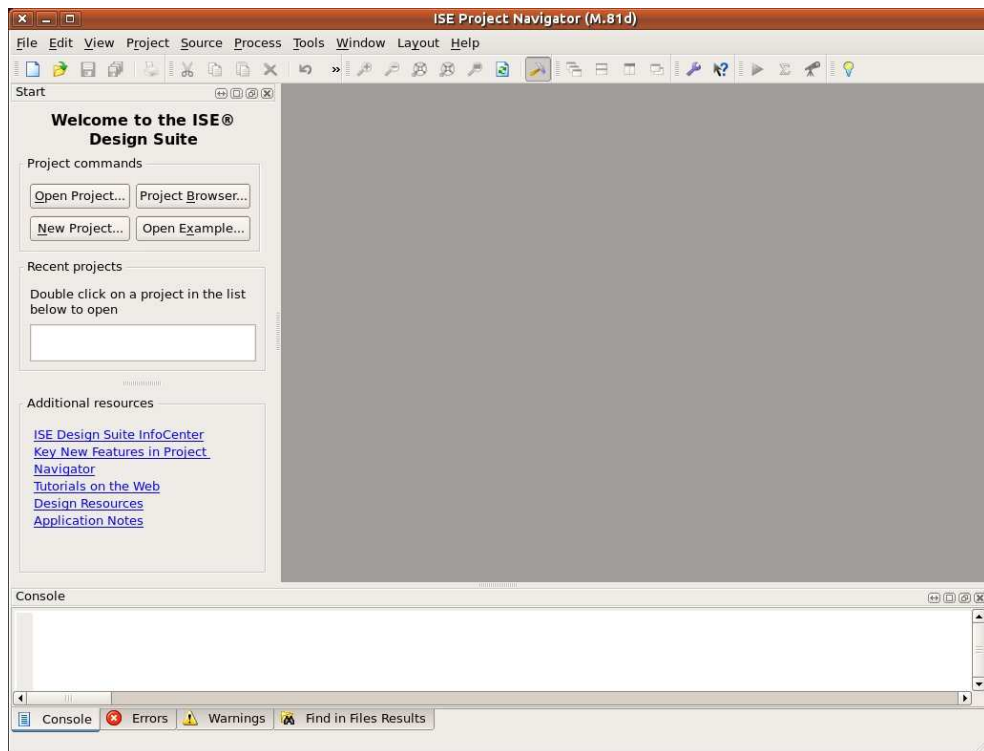 ISE Project Navigator (M.81d)
File Edit View Project Source Process Tools Window Layout Help
»
Start
Welcome to the ISE®
Design Suite
Project commands
Open Project... Project Browser...
New Project... Open Example...
Recent projects
Double click on a project in the list
below to open
Additional resources
ISE Design Suite InfoCenter
Key New Features in Project
Navigator
Tutorials on the Web
Design Resources
Application Notes
Console
Console Errors Warnings Find in Files Results